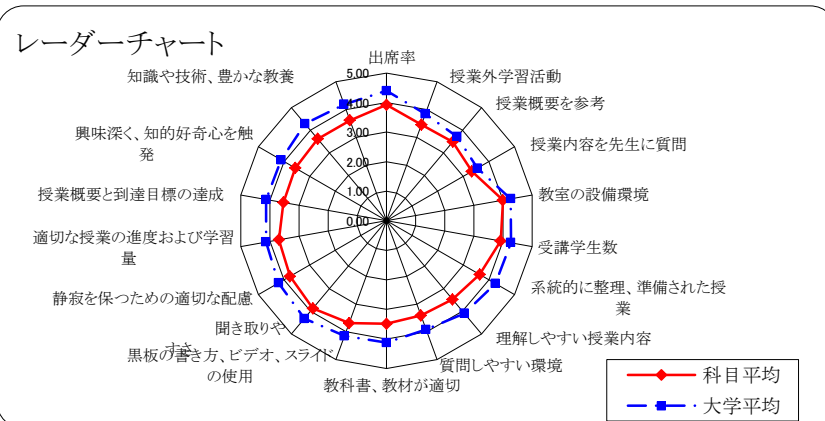 レーダーチャート
出席率
授業外学習活動
授業概要を参考
授業内容を先生に質問
教室の設備環境
受講学生数
系統的に整理、準備された授
業
理解しやすい授業内容
質問しやすい環境
教科書、教材が適切
黒板の書き方、ビデオ、スライド
の使用
聞き取りや
すさ
静寂を保つための適切な配慮
適切な授業の進度および学習
量
授業概要と到達目標の達成
興味深く、知的好奇心を触
発
知識や技術、豊かな教養
5.00
4.00
3.00
2.00
1.00
0.00
科目平均
大学平均